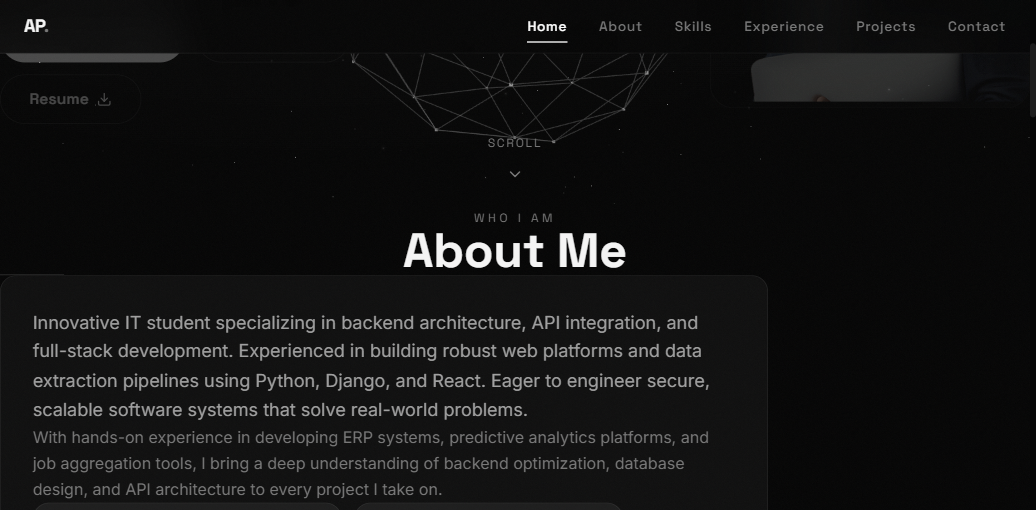 AP.
Home About Skills Experience Projects Contact
Resume
SCROLL
WHO I AM
About Me
Innovative IT student specializing in backend architecture, API integration, and
full-stack development. Experienced in building robust web platforms and data
extraction pipelines using Python, Django, and React. Eager to engineer secure,
scalable software systems that solve real-world problems.
With hands-on experience in developing ERP systems, predictive analytics platforms, and
job aggregation tools, I bring a deep understanding of backend optimization, database
design, and API architecture to every project I take on.